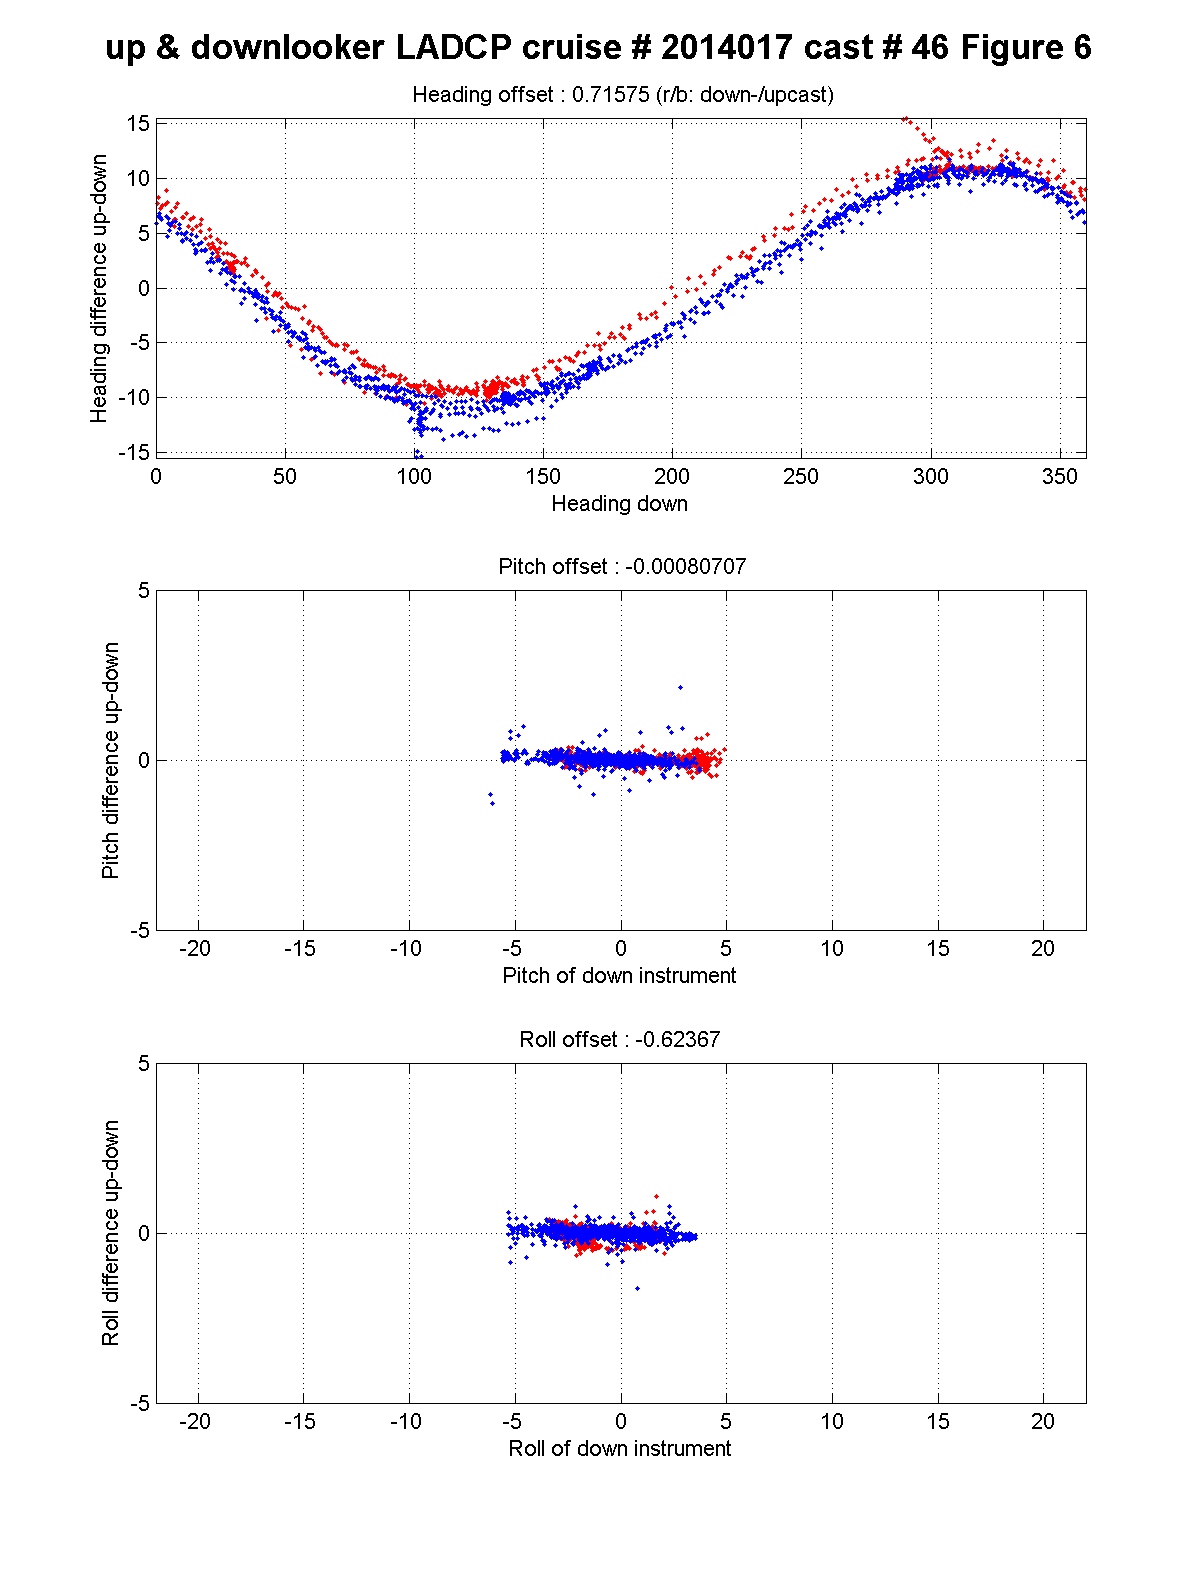 up & downlooker LADCP cruise # 2014017 cast # 46 Figure 6
Heading offset : 0.71575 (r/b: down-/upcast)
Heading difference up-down
15
10
5
0
-5
-10
-15
0 50 100 150 200 250 300 350
Heading down
Pitch offset : -0.00080707
Pitch difference up-down
5
0
-5
-20 -15 -10 -5 0 5 10 15 20
Pitch of down instrument
Roll offset : -0.62367
Roll difference up-down
5
0
-5
-20 -15 -10 -5 0 5 10 15 20
Roll of down instrument